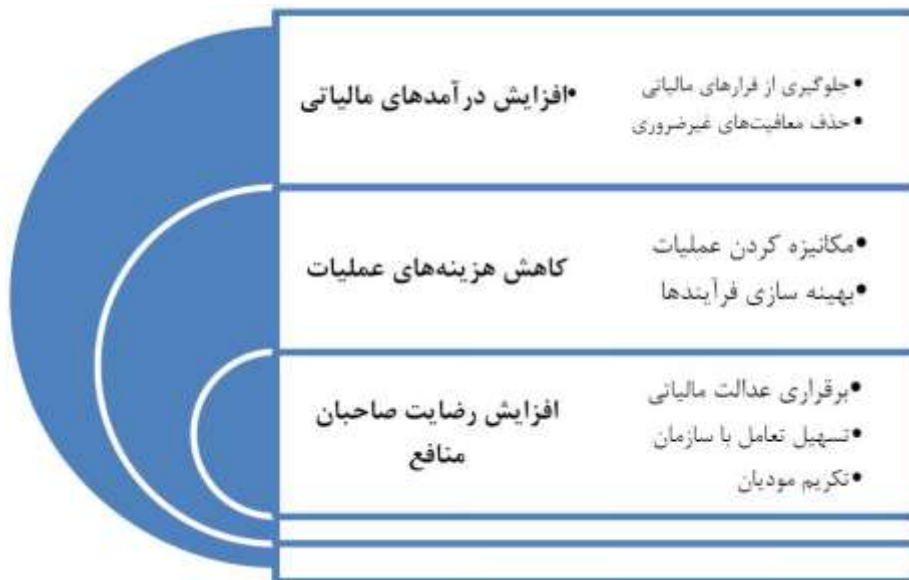 •افزایش درآمدهای مالیاتی
•جلوگیری از فرارهای مالیاتی
•حذف معافیت‌های غیرضروری
کاهش هزینه‌های عملیات
•مکانیزه کردن عملیات
•بهینه سازی فرآیندها
افزایش رضایت صاحبان
منافع
•برقراری عدالت مالیاتی
•تسهیل تعامل با سازمان
•تکریم مودیان